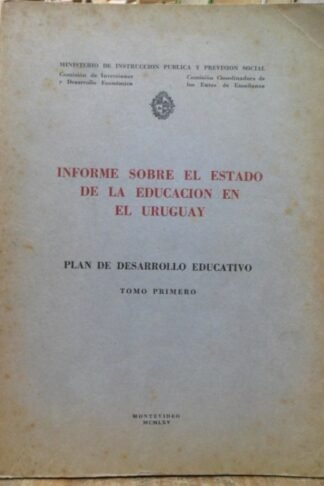 MINISTERIO DE INSTRUCCION PUBLICA Y PREVISION SOCIAL
Comisión de Inversiones y Desarrollo Económico
Comisión Coordinadora de los Entes de Enseñanza
INFORME SOBRE EL ESTADO
DE LA EDUCACION EN
EL URUGUAY
PLAN DE DESARROLLO EDUCATIVO
TOMO PRIMERO
MONTEVIDEO
MCMLXV